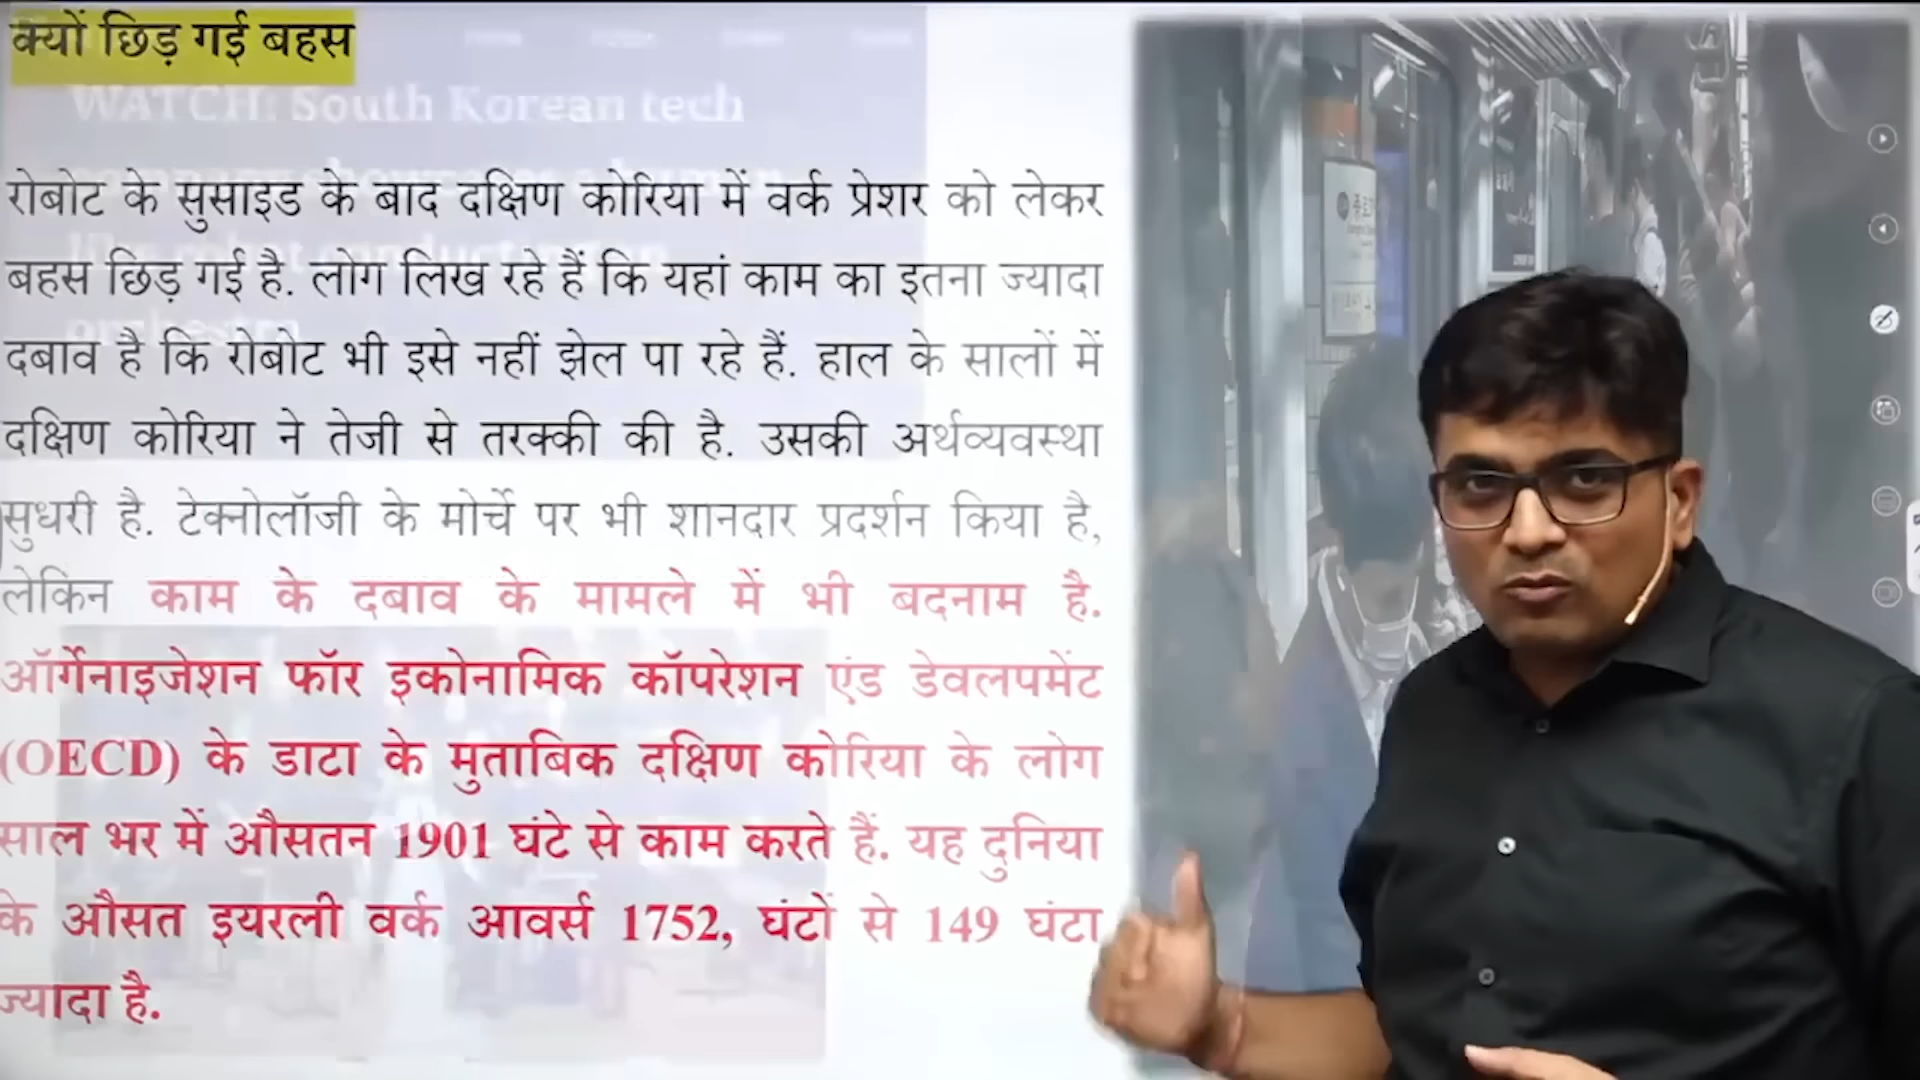 क्यों छिड़ गई बहस
WATCH: South Korean tech
रोबोट के सुसाइड के बाद दक्षिण कोरिया में वर्क प्रेशर को लेकर
बहस छिड़ गई है. लोग लिख रहे हैं कि यहां काम का इतना ज्यादा
दबाव है कि रोबोट भी इसे नहीं झेल पा रहे हैं. हाल के सालों में
दक्षिण कोरिया ने तेजी से तरक्की की है. उसकी अर्थव्यवस्था
सुधरी है. टेक्नोलॉजी के मोर्चे पर भी शानदार प्रदर्शन किया है,
लेकिन काम के दबाव के मामले में भी बदनाम है.
ऑर्गेनाइजेशन फॉर इकोनामिक कॉपरेशन एंड डेवलपमेंट
(OECD) के डाटा के मुताबिक दक्षिण कोरिया के लोग
साल भर में औसतन 1901 घंटे से काम करते हैं. यह दुनिया
के औसत इयरली वर्क आवर्स 1752, घंटों से 149 घंटा
ज्यादा है.